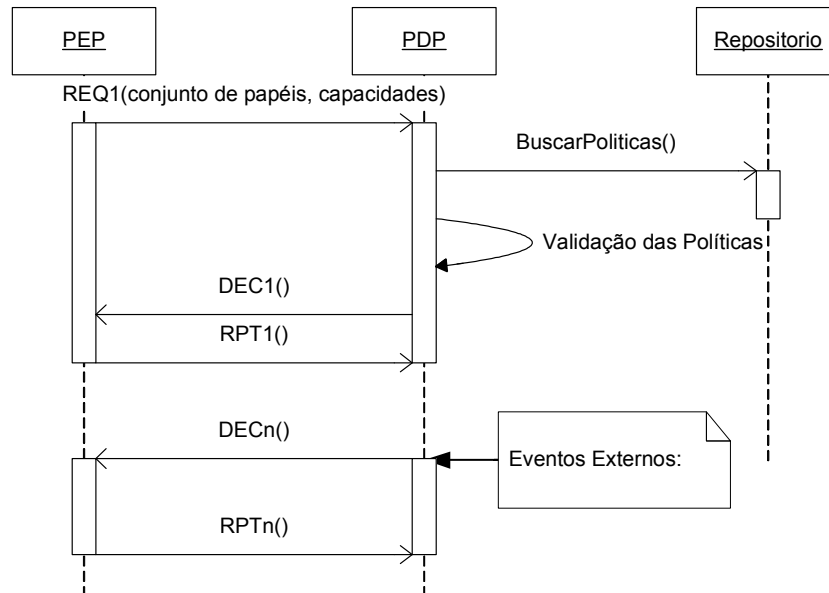 PEP
PDP
Repositorio
REQ1(conjunto de papéis, capacidades)
BuscarPoliticas()
Validação das Políticas
DEC1()
RPT1()
DECn()
Eventos Externos:
RPTn()